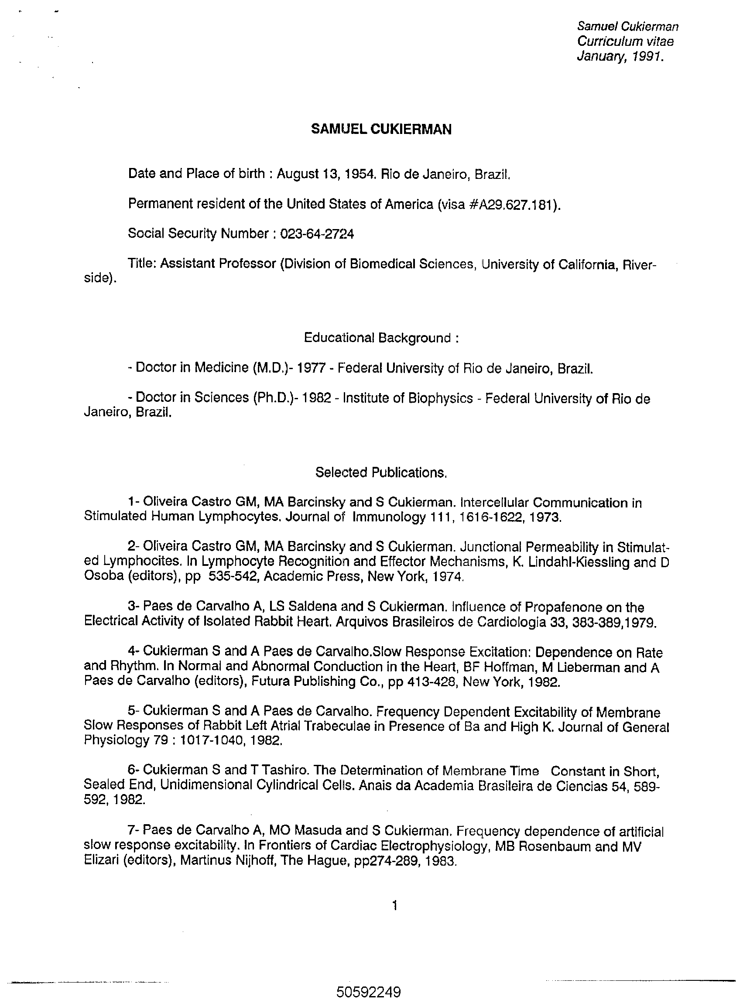 Samuel Cukierman
Curriculum vitae
January, 1991.
SAMUEL CUKIERMAN
Date and Place of birth : August 13, 1954. Rio de Janeiro, Brazil.
Permanent resident of the United States of America (visa #A29.627.181).
Social Security Number : 023-64-2724
Title: Assistant Professor (Division of Biomedical Sciences, University of California, River-
side).
Educational Background :
- Doctor in Medicine (M.D.)- 1977 - Federal University of Rio de Janeiro, Brazil.
- Doctor in Sciences (Ph.D.)- 1982 - Institute of Biophysics - Federal University of Rio de
Janeiro, Brazil.
Selected Publications.
1- Oliveira Castro GM, MA Barcinsky and S Cukierman. Intercellular Communication in
Stimulated Human Lymphocytes. Journal of Immunology 111, 1616-1622, 1973.
2- Oliveira Castro GM, MA Barcinsky and S Cukierman. Junctional Permeability in Stimulat-
ed Lymphocites. In Lymphocyte Recognition and Effector Mechanisms, K. Lindahl-Kiessling and D
Osoba (editors), pp 535-542, Academic Press, New York, 1974.
3- Paes de Carvalho A, LS Saldena and S Cukierman. Influence of Propafenone on the
Electrical Activity of Isolated Rabbit Heart. Arquivos Brasileiros de Cardiologia 33, 383-389,1979.
4- Cukierman S and A Paes de Carvalho.Slow Response Excitation: Dependence on Rate
and Rhythm. In Normal and Abnormal Conduction in the Heart, BF Hoffman, M Lieberman and A
Paes de Carvalho (editors), Futura Publishing Co., pp 413-428, New York, 1982.
5- Cukierman S and A Paes de Carvalho. Frequency Dependent Excitability of Membrane
Slow Responses of Rabbit Left Atrial Trabeculae in Presence of Ba and High K. Journal of General
Physiology 79 : 1017-1040, 1982.
6- Cukierman S and T Tashiro. The Determination of Membrane Time Constant in Short,
Sealed End, Unidimensional Cylindrical Cells. Anais da Academia Brasileira de Ciencias 54, 589-
592, 1982.
7- Paes de Carvalho A, MO Masuda and S Cukierman. Frequency dependence of artificial
slow response excitability. In Frontiers of Cardiac Electrophysiology, MB Rosenbaum and MV
Elizari (editors), Martinus Nijhoff, The Hague, pp274-289, 1983.
1
50592249